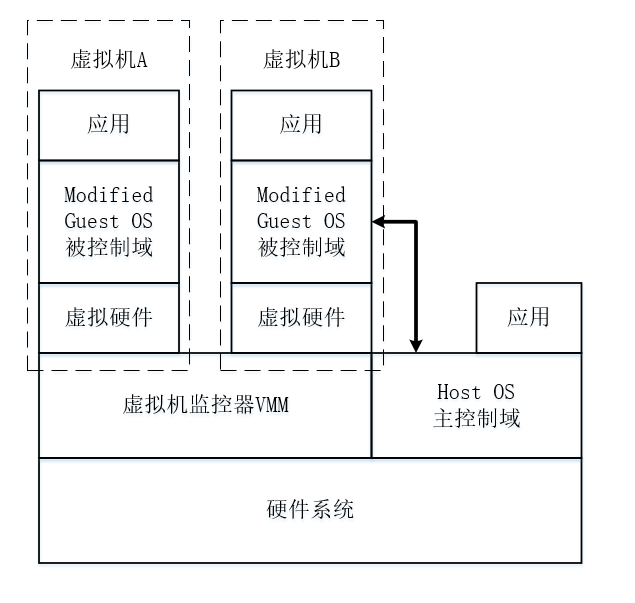 虚拟机A
虚拟机B
应用
应用
Modified
Guest OS
被控制域
Modified
Guest OS
被控制域
虚拟硬件
虚拟硬件
应用
虚拟机监控器VMM
Host OS
主控制域
硬件系统